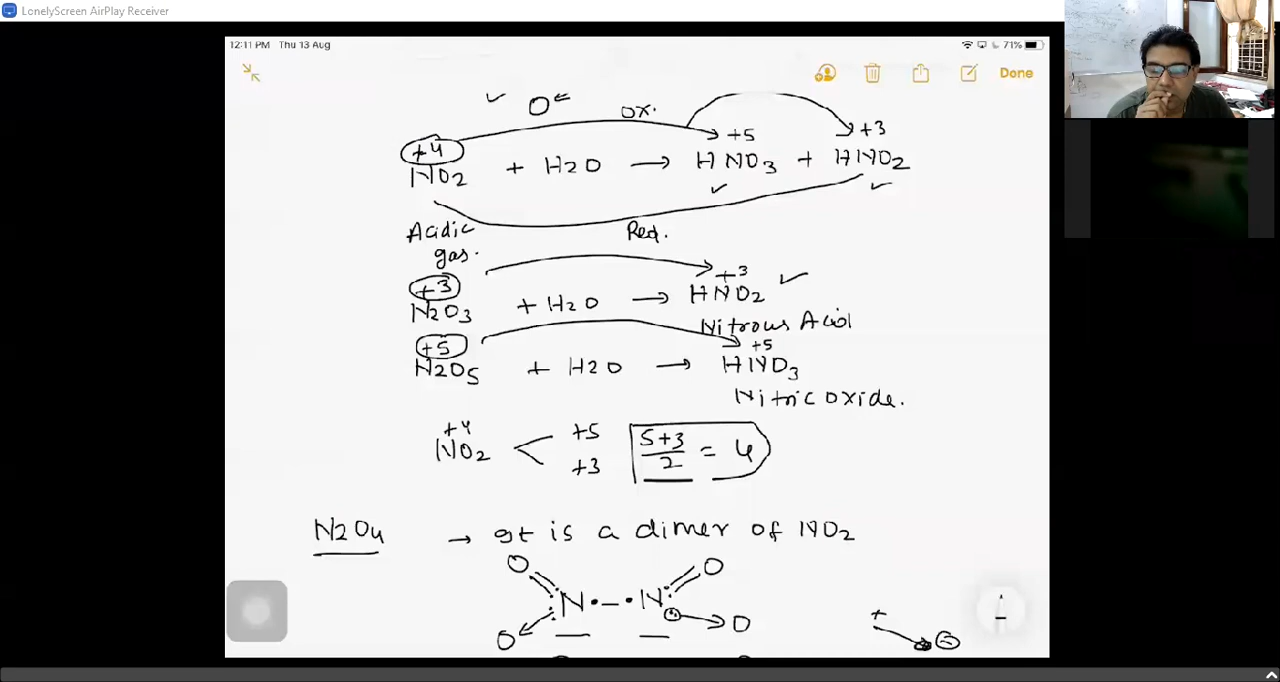 LonelyScreen AirPlay Receiver
12:11 PM Thu 13 Aug 71%
Done
O ox.
+4 +5 +3
NO2 + H2O → HNO3 + HNO2
Acidic Red.
gas.
+3 +3
N2O3 + H2O → HNO2
Nitrous Acid
+5 +5
N2O5 + H2O → HNO3
Nitric Oxide.
+4 +5 5+3
NO2 < +3 2 = 4
N2O4 → It is a dimer of NO2
O O
N · – · N
O O
+ –